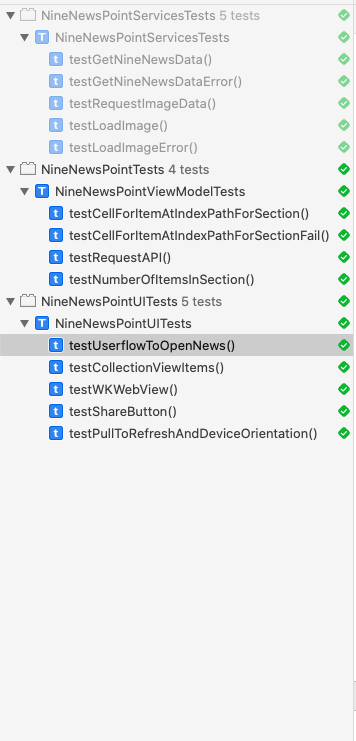 NineNewsPointServicesTests 5 tests
T NineNewsPointServicesTests
t testGetNineNewsData()
t testGetNineNewsDataError()
t testRequestImageData()
t testLoadImage()
t testLoadImageError()
NineNewsPointTests 4 tests
T NineNewsPointViewModelTests
t testCellForItemAtIndexPathForSection()
t testCellForItemAtIndexPathForSectionFail()
t testRequestAPI()
t testNumberOfItemsInSection()
NineNewsPointUITests 5 tests
T NineNewsPointUITests
t testUserflowToOpenNews()
t testCollectionViewItems()
t testWKWebView()
t testShareButton()
t testPullToRefreshAndDeviceOrientation()